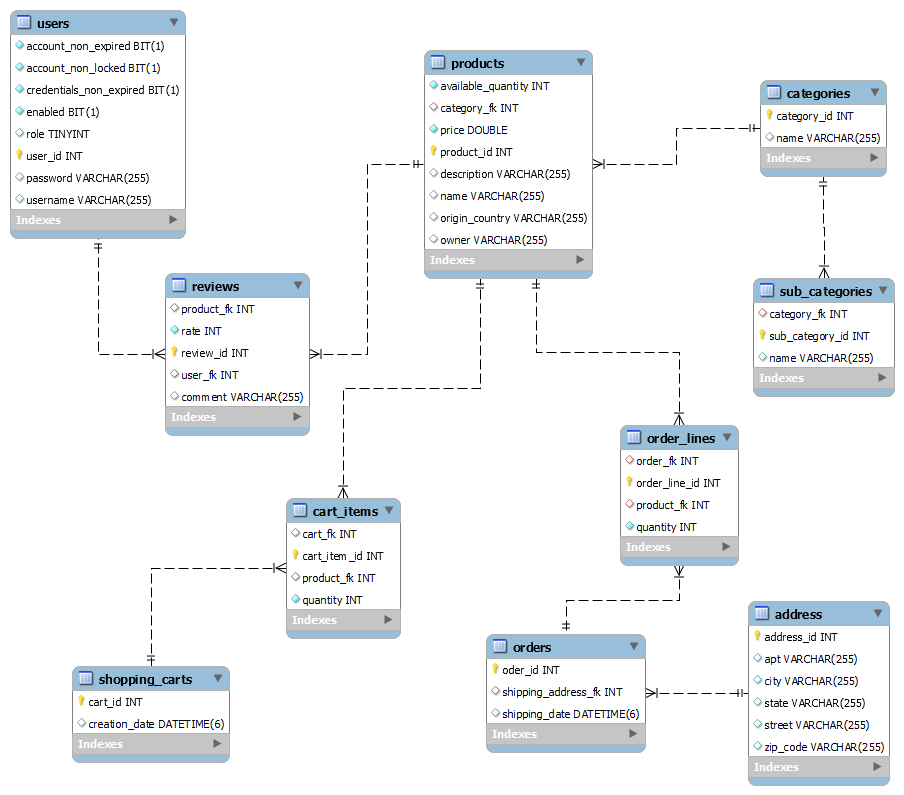 users
account_non_expired BIT(1)
account_non_locked BIT(1)
credentials_non_expired BIT(1)
enabled BIT(1)
role TINYINT
user_id INT
password VARCHAR(255)
username VARCHAR(255)
Indexes
products
available_quantity INT
category_fk INT
price DOUBLE
product_id INT
description VARCHAR(255)
name VARCHAR(255)
origin_country VARCHAR(255)
owner VARCHAR(255)
Indexes
categories
category_id INT
name VARCHAR(255)
Indexes
reviews
product_fk INT
rate INT
review_id INT
user_fk INT
comment VARCHAR(255)
Indexes
sub_categories
category_fk INT
sub_category_id INT
name VARCHAR(255)
Indexes
order_lines
order_fk INT
order_line_id INT
product_fk INT
quantity INT
Indexes
cart_items
cart_fk INT
cart_item_id INT
product_fk INT
quantity INT
Indexes
shopping_carts
cart_id INT
creation_date DATETIME(6)
Indexes
orders
oder_id INT
shipping_address_fk INT
shipping_date DATETIME(6)
Indexes
address
address_id INT
apt VARCHAR(255)
city VARCHAR(255)
state VARCHAR(255)
street VARCHAR(255)
zip_code VARCHAR(255)
Indexes